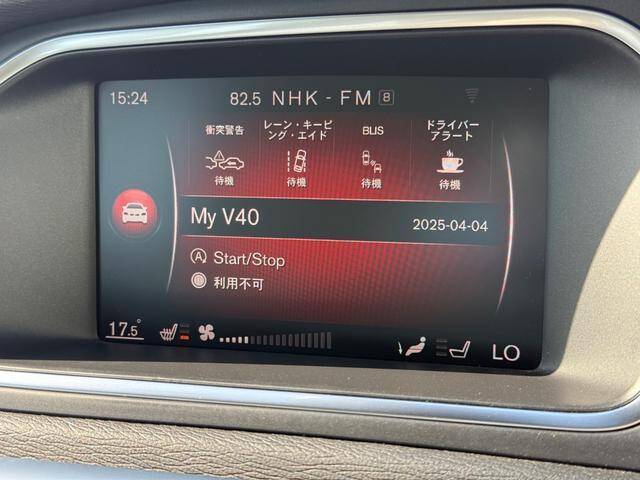 15:24
82.5 NHK - FM 8
衝突警告
レーン・キーピ
ング・エイド
BLIS
ドライバー
アラート
待機
待機
待機
待機
My V40
2025-04-04
A Start/Stop
利用不可
17.5°
LO